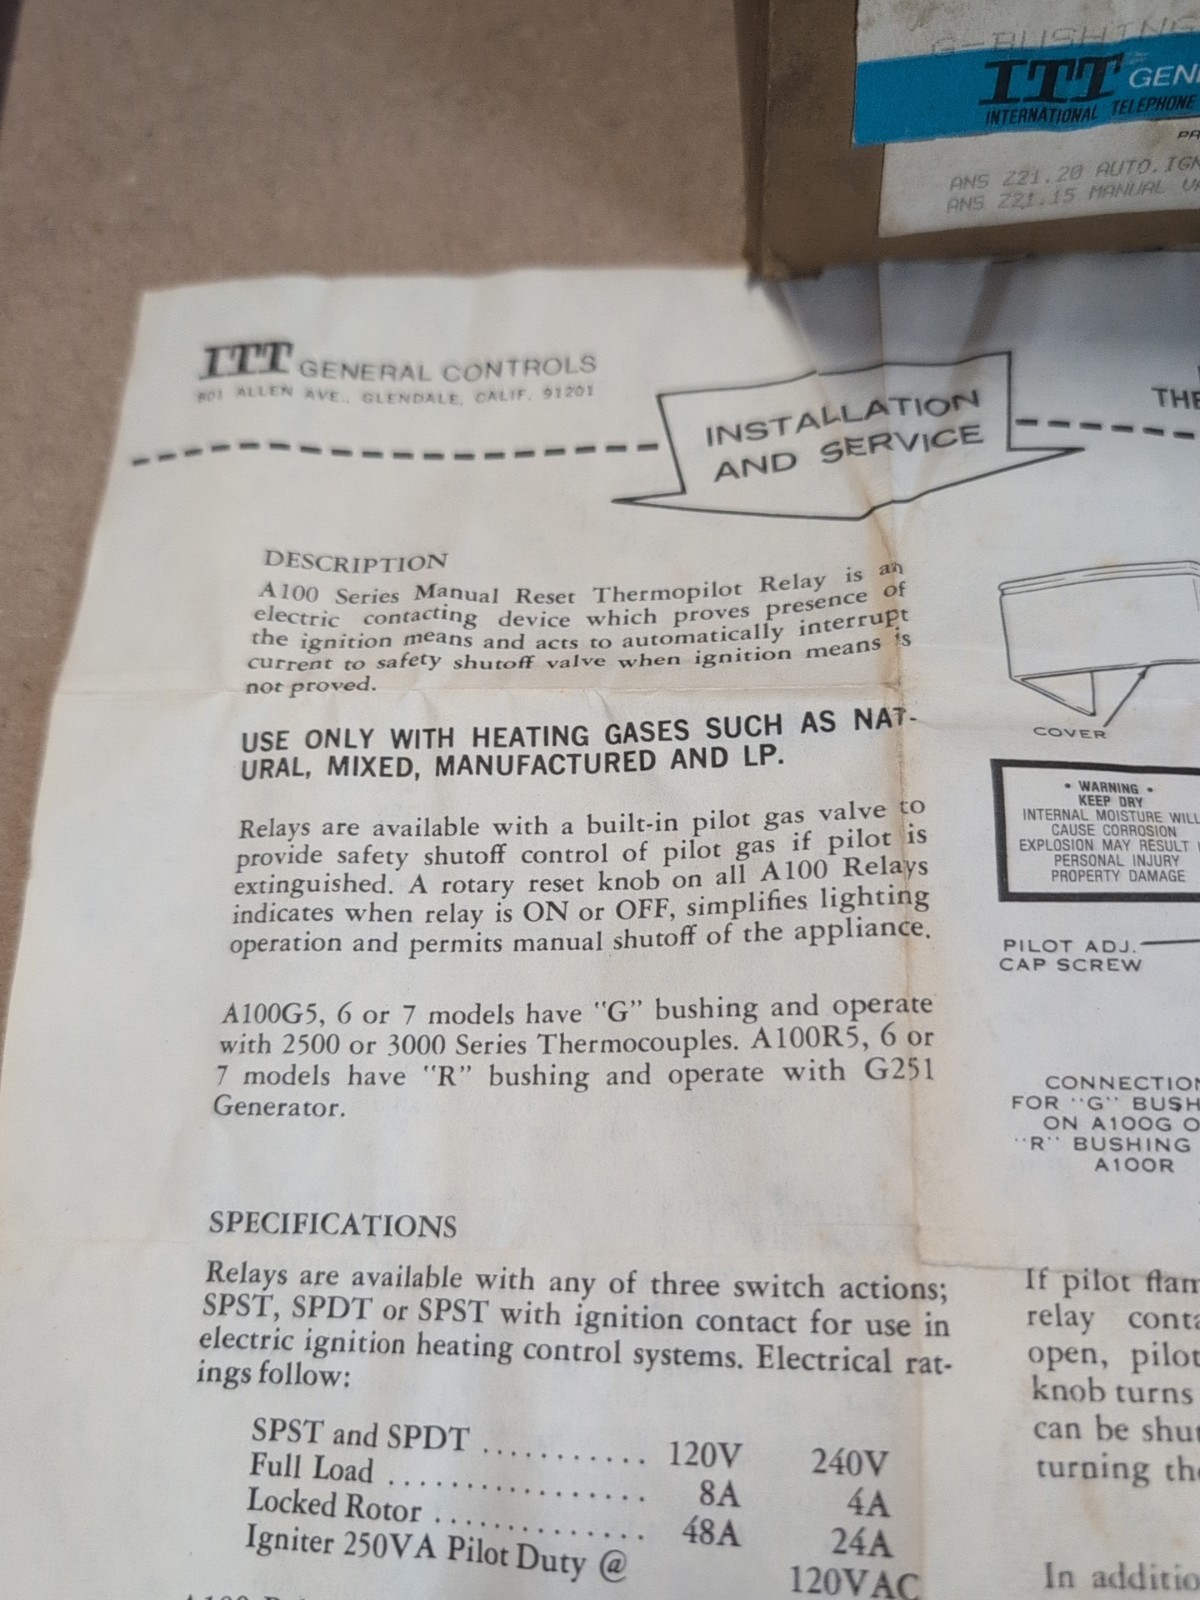 G-BUSHING
ITT GENE
INTERNATIONAL TELEPHONE
ANS Z21.20 AUTO.IGN
ANS Z21.15 MANUAL VA
ITT GENERAL CONTROLS
801 ALLEN AVE., GLENDALE, CALIF. 91201
INSTALLATION
AND SERVICE
THE
DESCRIPTION
A100 Series Manual Reset Thermopilot Relay is an
electric contacting device which proves presence of
the ignition means and acts to automatically interrupt
current to safety shutoff valve when ignition means is
not proved.
USE ONLY WITH HEATING GASES SUCH AS NAT-
URAL, MIXED, MANUFACTURED AND LP.
Relays are available with a built-in pilot gas valve to
provide safety shutoff control of pilot gas if pilot is
extinguished. A rotary reset knob on all A100 Relays
indicates when relay is ON or OFF, simplifies lighting
operation and permits manual shutoff of the appliance.
A100G5, 6 or 7 models have "G" bushing and operate
with 2500 or 3000 Series Thermocouples. A100R5, 6 or
7 models have "R" bushing and operate with G251
Generator.
SPECIFICATIONS
Relays are available with any of three switch actions;
SPST, SPDT or SPST with ignition contact for use in
electric ignition heating control systems. Electrical rat-
ings follow:
SPST and SPDT .......... 120V 240V
Full Load ................ 8A 4A
Locked Rotor ............. 48A 24A
Igniter 250VA Pilot Duty @ 120VAC
COVER
• WARNING •
KEEP DRY
INTERNAL MOISTURE WILL
CAUSE CORROSION
EXPLOSION MAY RESULT
PERSONAL INJURY
PROPERTY DAMAGE
PILOT ADJ.
CAP SCREW
CONNECTION
FOR "G" BUSH
ON A100G O
"R" BUSHING
A100R
If pilot flam
relay conta
open, pilot
knob turns
can be shu
turning the
In additio